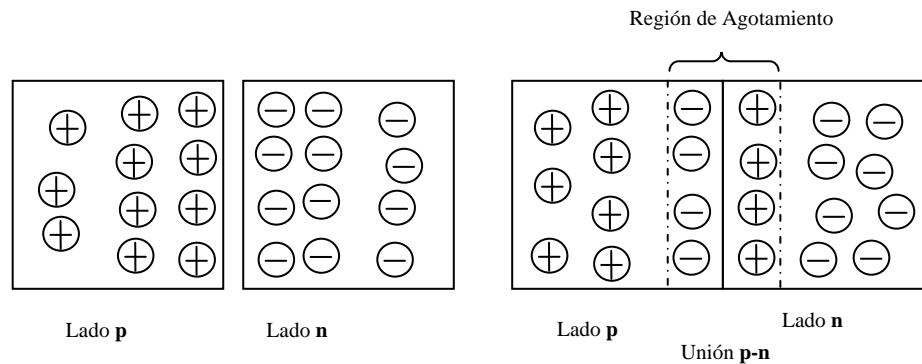 Región de Agotamiento
Lado p
Lado n
Lado p
Lado n
Unión p-n